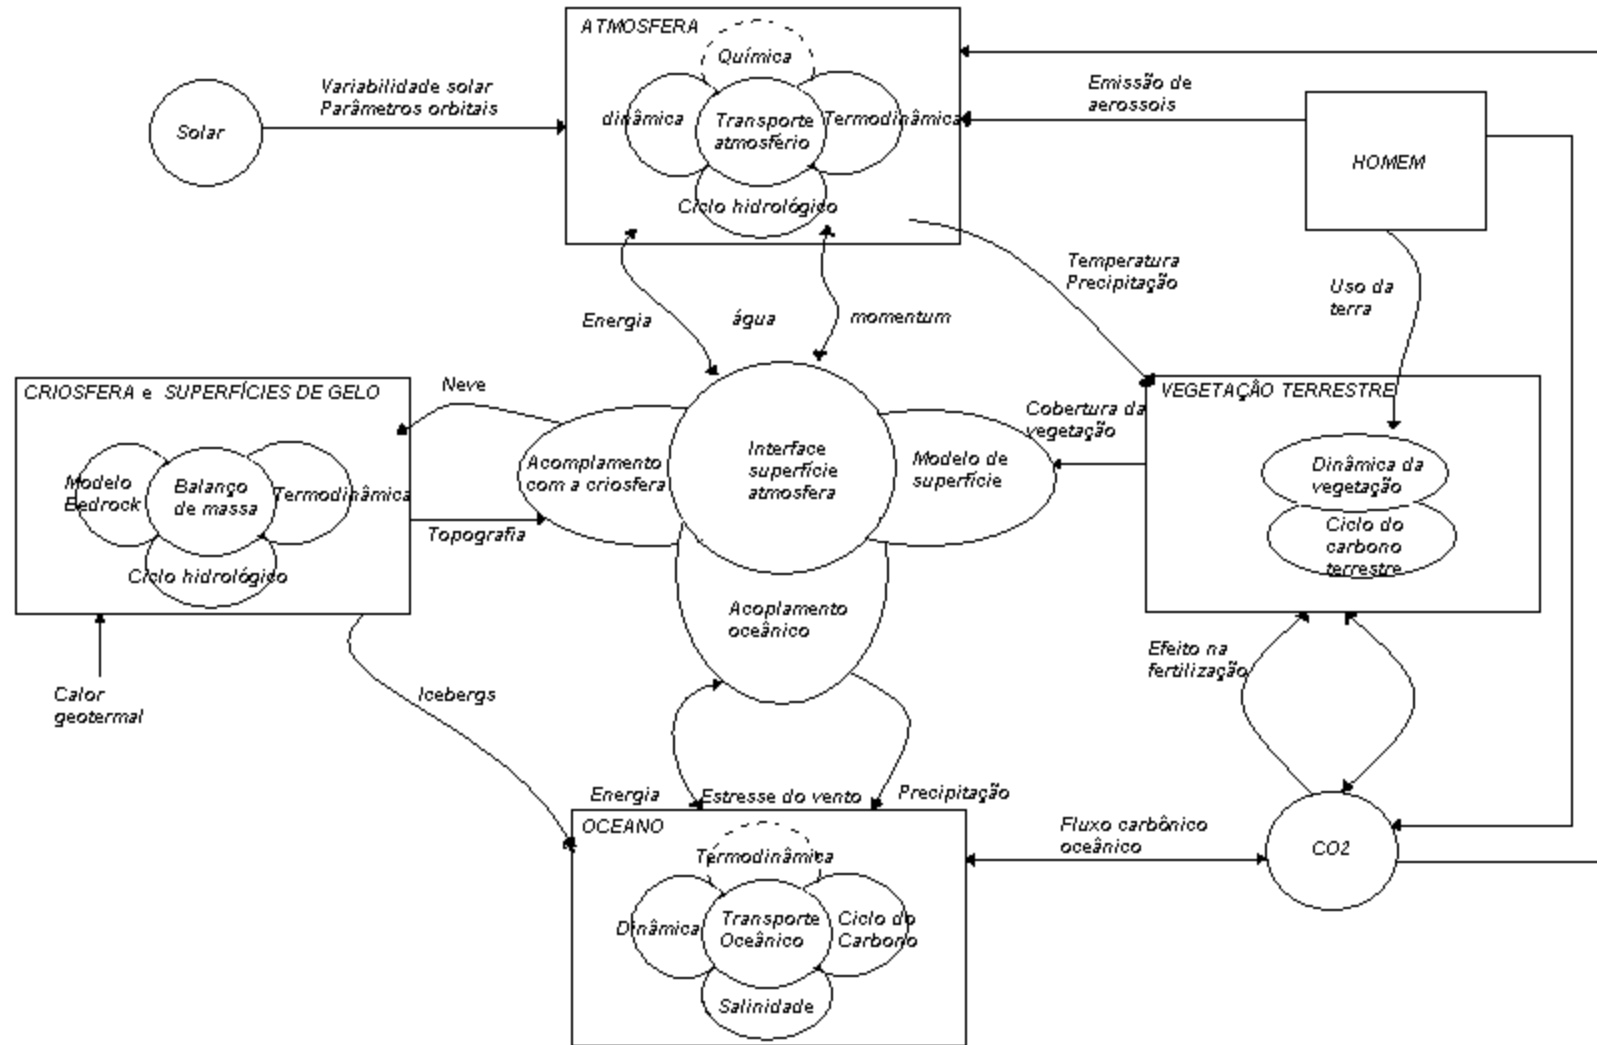 ATMOSFERA
Química
dinâmica
Transporte
atmosfério
Termodinâmica
Ciclo hidrológico
Solar
Variabilidade solar
Parâmetros orbitais
Emissão de
aerossois
HOMEM
Temperatura
Precipitação
Uso da
terra
Energia
água
momentum
CRIOSFERA e SUPERFÍCIES DE GELO
Modelo
Bedrock
Balanço
de massa
Termodinâmica
Ciclo hidrológico
Neve
Topografia
Acomplamento
com a criosfera
Interface
superfície
atmosfera
Modelo de
superfície
Acoplamento
oceânico
Cobertura da
vegetação
VEGETAÇÂO TERRESTRE
Dinâmica da
vegetação
Ciclo do
carbono
terrestre
Calor
geotermal
Icebergs
Efeito na
fertilização
Energia
Estresse do vento
Precipitação
OCEANO
Termodinâmica
Dinâmica
Transporte
Oceânico
Ciclo do
Carbono
Salinidade
Fluxo carbônico
oceânico
CO2